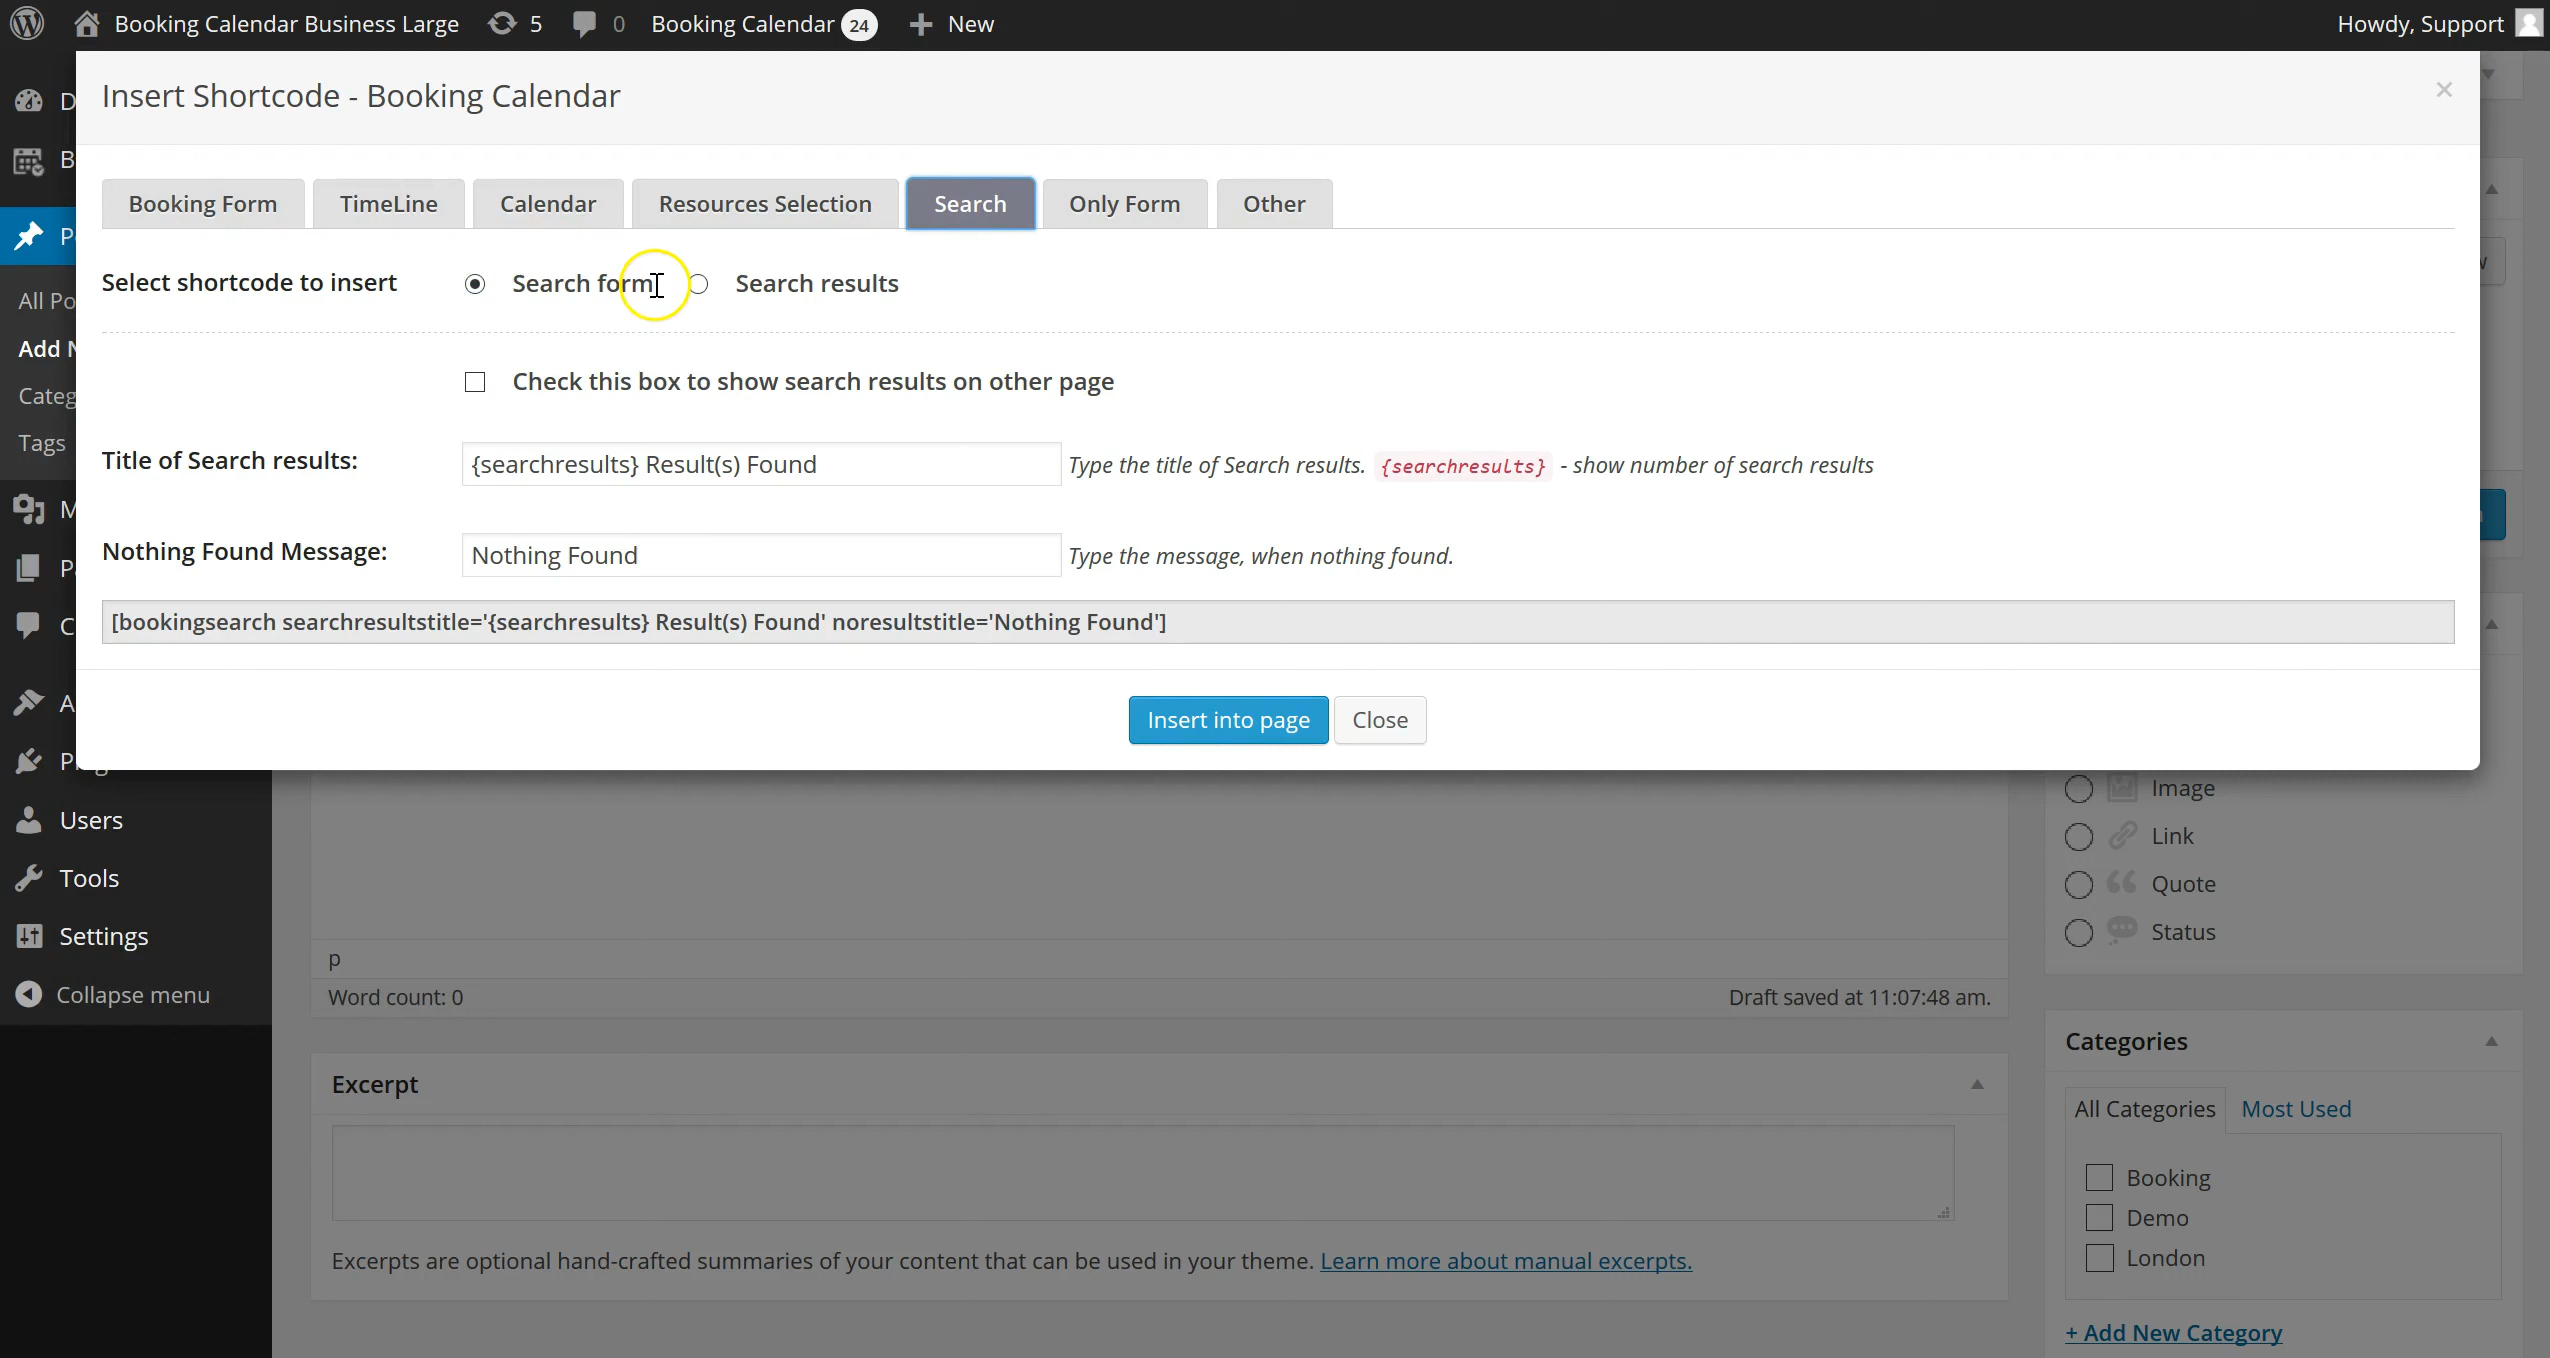 Booking Calendar Business Large 5 0 Booking Calendar 24 New Howdy, Support
Insert Shortcode - Booking Calendar ×
Booking Form TimeLine Calendar Resources Selection Search Only Form Other
Select shortcode to insert Search form Search results
All Po
Add N
Check this box to show search results on other page
Categ
Tags
Title of Search results: {searchresults} Result(s) Found Type the title of Search results. {searchresults} - show number of search results
Nothing Found Message: Nothing Found Type the message, when nothing found.
[bookingsearch searchresultstitle='{searchresults} Result(s) Found' noresultstitle='Nothing Found']
Insert into page Close
Image
Users
Link
Tools
Quote
Settings
Status
p
Collapse menu
Word count: 0 Draft saved at 11:07:48 am.
Categories
Excerpt
All Categories Most Used
Booking
Demo
London
Excerpts are optional hand-crafted summaries of your content that can be used in your theme. Learn more about manual excerpts.
+ Add New Category